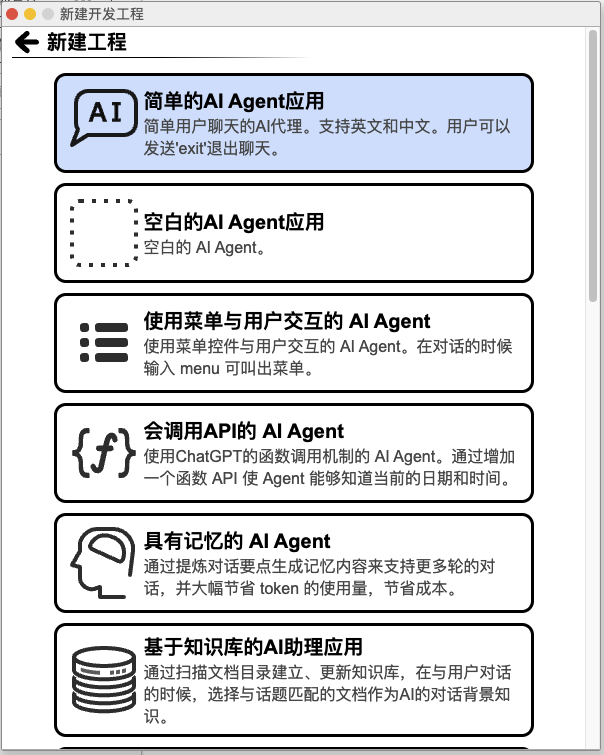 新建开发工程
新建工程
AI
简单的AI Agent应用
简单用户聊天的AI代理。支持英文和中文。用户可以
发送'exit'退出聊天。
空白的AI Agent应用
空白的 AI Agent。
使用菜单与用户交互的 AI Agent
使用菜单控件与用户交互的 AI Agent。在对话的时候
输入 menu 可叫出菜单。
{f}
会调用API的 AI Agent
使用ChatGPT的函数调用机制的 AI Agent。通过增加
一个函数 API 使 Agent 能够知道当前的日期和时间。
具有记忆的 AI Agent
通过提炼对话要点生成记忆内容来支持更多轮的对
话，并大幅节省 token 的使用量，节省成本。
基于知识库的AI助理应用
通过扫描文档目录建立、更新知识库，在与用户对话
的时候，选择与话题匹配的文档作为AI的对话背景知
识。